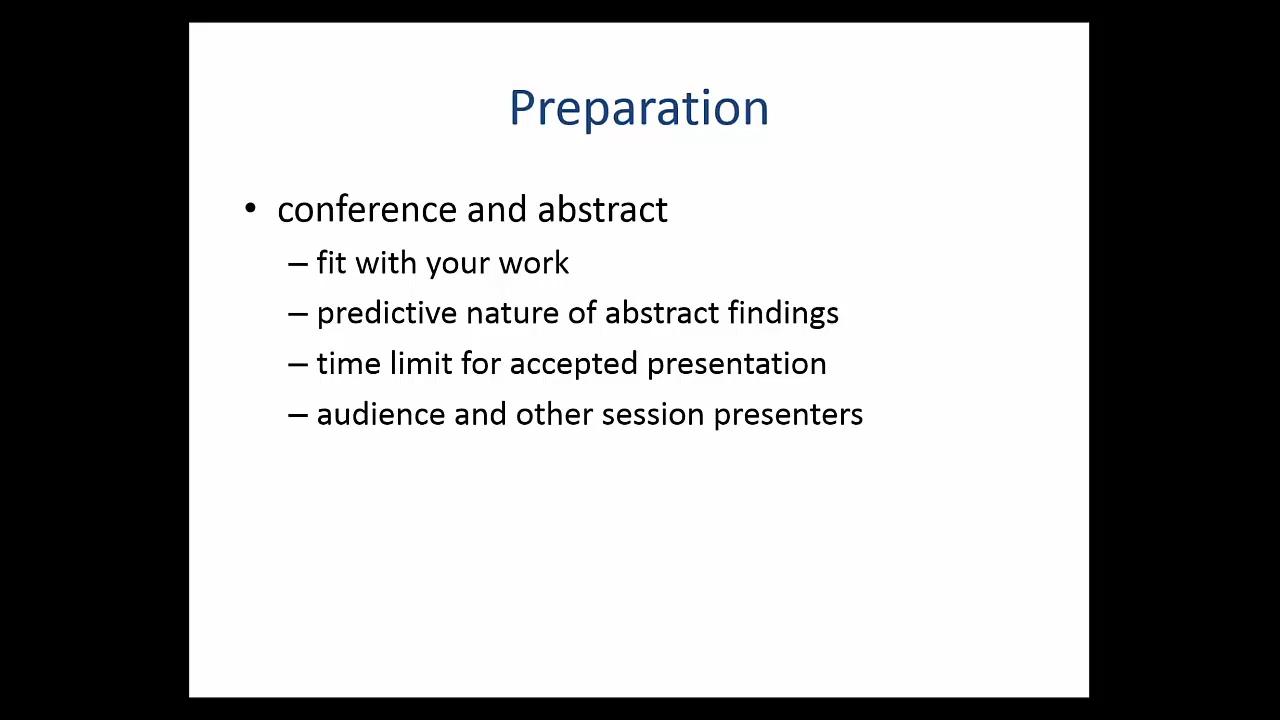 Preparation
• conference and abstract
– fit with your work
– predictive nature of abstract findings
– time limit for accepted presentation
– audience and other session presenters